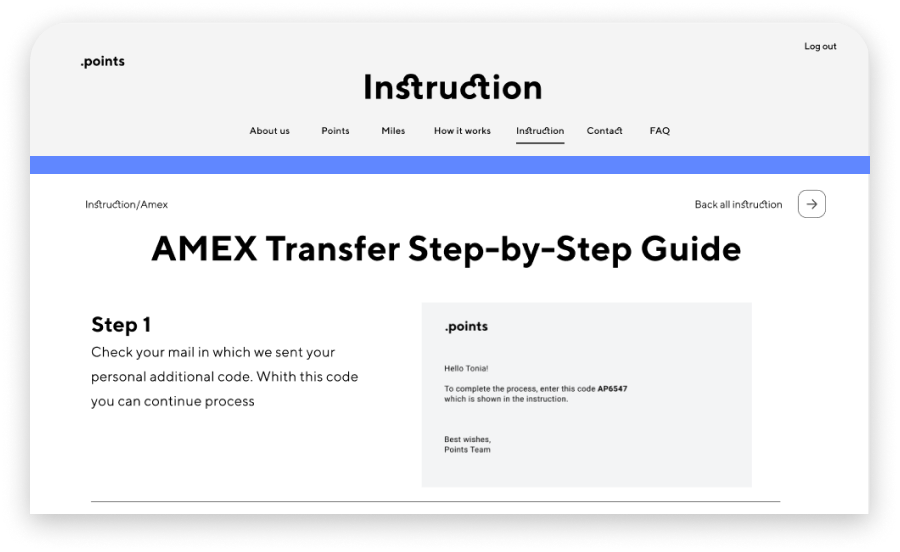 Log out
.points
Instruction
About us Points Miles How it works Instruction Contact FAQ
Instruction/Amex Back all instruction
AMEX Transfer Step-by-Step Guide
Step 1
Check your mail in which we sent your
personal additional code. Whith this code
you can continue process
.points
Hello Tonia!
To complete the process, enter this code AP6547
which is shown in the instruction.
Best wishes,
Points Team